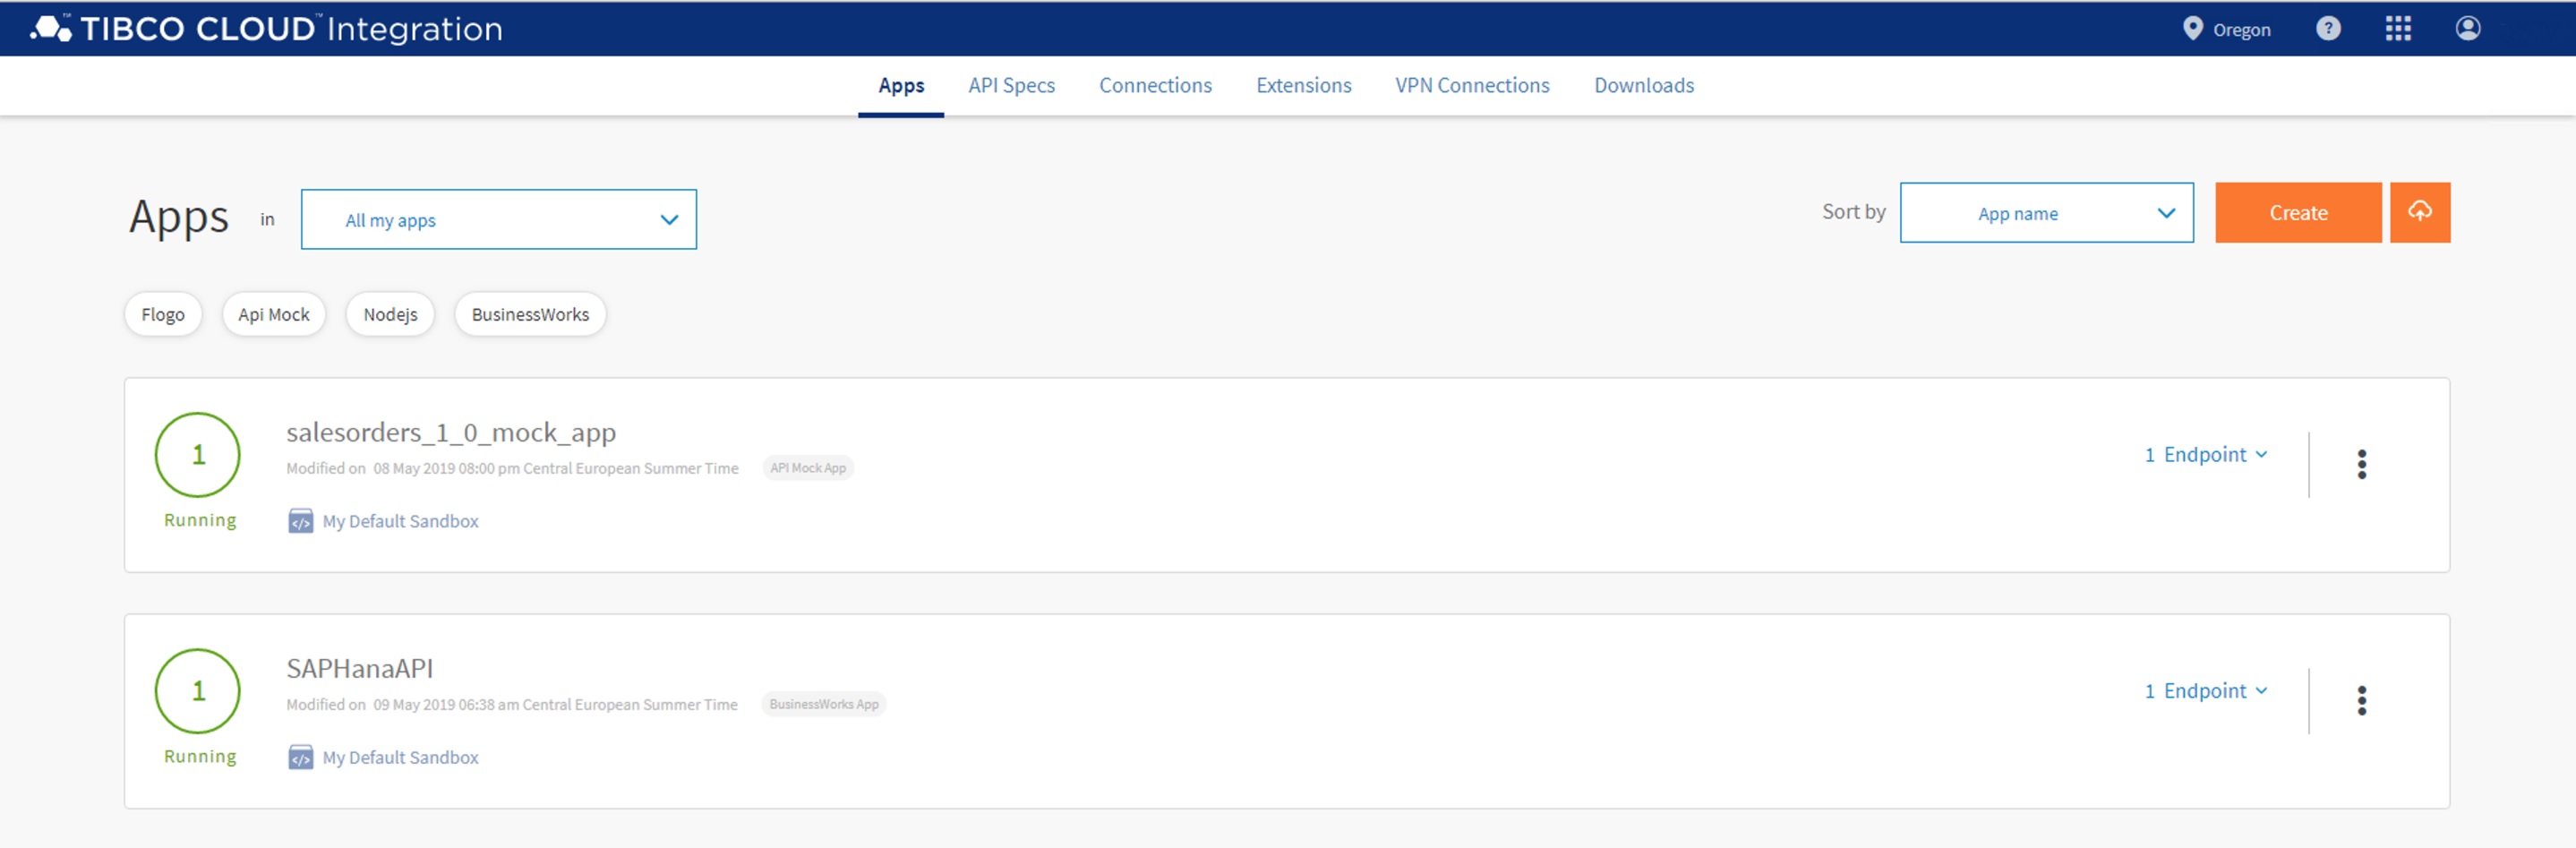 TIBCO CLOUD™ Integration
Oregon
?
Apps API Specs Connections Extensions VPN Connections Downloads
Apps in All my apps
Sort by App name Create
Flogo Api Mock Nodejs BusinessWorks
1
Running
salesorders_1_0_mock_app
Modified on 08 May 2019 08:00 pm Central European Summer Time API Mock App
</> My Default Sandbox
1 Endpoint
1
Running
SAPHanaAPI
Modified on 09 May 2019 06:38 am Central European Summer Time BusinessWorks App
</> My Default Sandbox
1 Endpoint